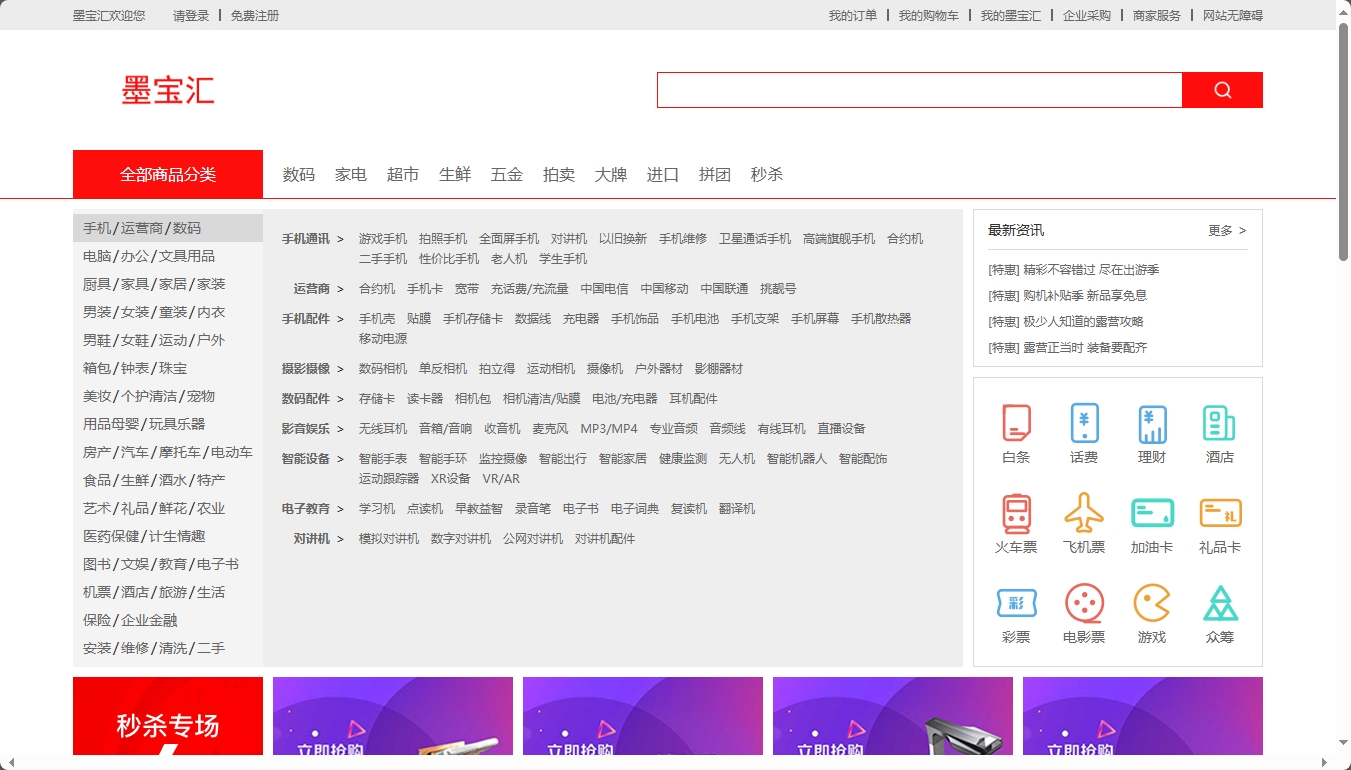 墨宝汇欢迎您 请登录 免费注册 我的订单 我的购物车 我的墨宝汇 企业采购 商家服务 网站无障碍
墨宝汇
全部商品分类 数码 家电 超市 生鲜 五金 拍卖 大牌 进口 拼团 秒杀
手机/运营商/数码
电脑/办公/文具用品
厨具/家具/家居/家装
男装/女装/童装/内衣
男鞋/女鞋/运动/户外
箱包/钟表/珠宝
美妆/个护清洁/宠物
用品母婴/玩具乐器
房产/汽车/摩托车/电动车
食品/生鲜/酒水/特产
艺术/礼品/鲜花/农业
医药保健/计生情趣
图书/文娱/教育/电子书
机票/酒店/旅游/生活
保险/企业金融
安装/维修/清洗/二手
手机通讯 > 游戏手机 拍照手机 全面屏手机 对讲机 以旧换新 手机维修 卫星通话手机 高端旗舰手机 合约机
二手手机 性价比手机 老人机 学生手机
运营商 > 合约机 手机卡 宽带 充话费/充流量 中国电信 中国移动 中国联通 挑靓号
手机配件 > 手机壳 贴膜 手机存储卡 数据线 充电器 手机饰品 手机电池 手机支架 手机屏幕 手机散热器
移动电源
摄影摄像 > 数码相机 单反相机 拍立得 运动相机 摄像机 户外器材 影棚器材
数码配件 > 存储卡 读卡器 相机包 相机清洁/贴膜 电池/充电器 耳机配件
影音娱乐 > 无线耳机 音箱/音响 收音机 麦克风 MP3/MP4 专业音频 音频线 有线耳机 直播设备
智能设备 > 智能手表 智能手环 监控摄像 智能出行 智能家居 健康监测 无人机 智能机器人 智能配饰
运动跟踪器 XR设备 VR/AR
电子教育 > 学习机 点读机 早教益智 录音笔 电子书 电子词典 复读机 翻译机
对讲机 > 模拟对讲机 数字对讲机 公网对讲机 对讲机配件
最新资讯 更多 >
[特惠] 精彩不容错过 尽在出游季
[特惠] 购机补贴季 新品享免息
[特惠] 极少人知道的露营攻略
[特惠] 露营正当时 装备要配齐
白条 话费 理财 酒店
礼
火车票 飞机票 加油卡 礼品卡
彩
彩票 电影票 游戏 众筹
秒杀专场
立即抢购 立即抢购 立即抢购 立即抢购